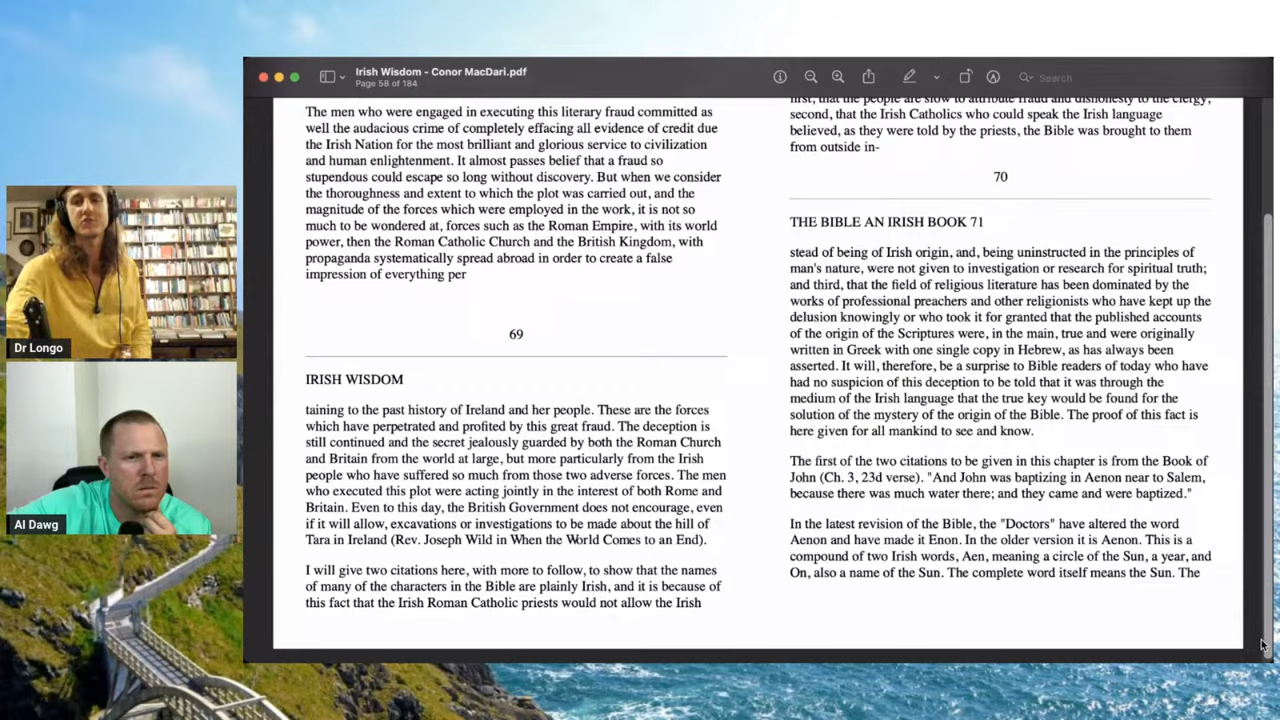 Irish Wisdom - Conor MacDari.pdf
Page 58 of 184
Search
The men who were engaged in executing this literary fraud committed as
well the audacious crime of completely effacing all evidence of credit due
the Irish Nation for the most brilliant and glorious service to civilization
and human enlightenment. It almost passes belief that a fraud so
stupendous could escape so long without discovery. But when we consider
the thoroughness and extent to which the plot was carried out, and the
magnitude of the forces which were employed in the work, it is not so
much to be wondered at, forces such as the Roman Empire, with its world
power, then the Roman Catholic Church and the British Kingdom, with
propaganda systematically spread abroad in order to create a false
impression of everything per
69
IRISH WISDOM
taining to the past history of Ireland and her people. These are the forces
which have perpetrated and profited by this great fraud. The deception is
still continued and the secret jealously guarded by both the Roman Church
and Britain from the world at large, but more particularly from the Irish
people who have suffered so much from those two adverse forces. The men
who executed this plot were acting jointly in the interest of both Rome and
Britain. Even to this day, the British Government does not encourage, even
if it will allow, excavations or investigations to be made about the hill of
Tara in Ireland (Rev. Joseph Wild in When the World Comes to an End).
I will give two citations here, with more to follow, to show that the names
of many of the characters in the Bible are plainly Irish, and it is because of
this fact that the Irish Roman Catholic priests would not allow the Irish
first, that the people are slow to attribute fraud and dishonesty to the clergy;
second, that the Irish Catholics who could speak the Irish language
believed, as they were told by the priests, the Bible was brought to them
from outside in-
70
THE BIBLE AN IRISH BOOK 71
stead of being of Irish origin, and, being uninstructed in the principles of
man's nature, were not given to investigation or research for spiritual truth;
and third, that the field of religious literature has been dominated by the
works of professional preachers and other religionists who have kept up the
delusion knowingly or who took it for granted that the published accounts
of the origin of the Scriptures were, in the main, true and were originally
written in Greek with one single copy in Hebrew, as has always been
asserted. It will, therefore, be a surprise to Bible readers of today who have
had no suspicion of this deception to be told that it was through the
medium of the Irish language that the true key would be found for the
solution of the mystery of the origin of the Bible. The proof of this fact is
here given for all mankind to see and know.
The first of the two citations to be given in this chapter is from the Book of
John (Ch. 3, 23d verse). "And John was baptizing in Aenon near to Salem,
because there was much water there; and they came and were baptized."
In the latest revision of the Bible, the "Doctors" have altered the word
Aenon and have made it Enon. In the older version it is Aenon. This is a
compound of two Irish words, Aen, meaning a circle of the Sun, a year, and
On, also a name of the Sun. The complete word itself means the Sun. The
Dr Longo
Al Dawg